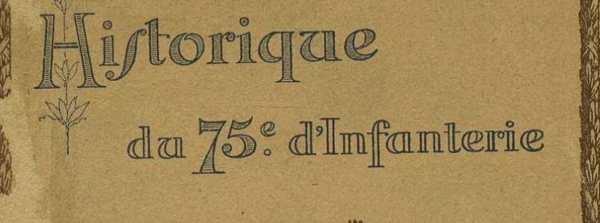 Historique
du 75e. d'Infanterie